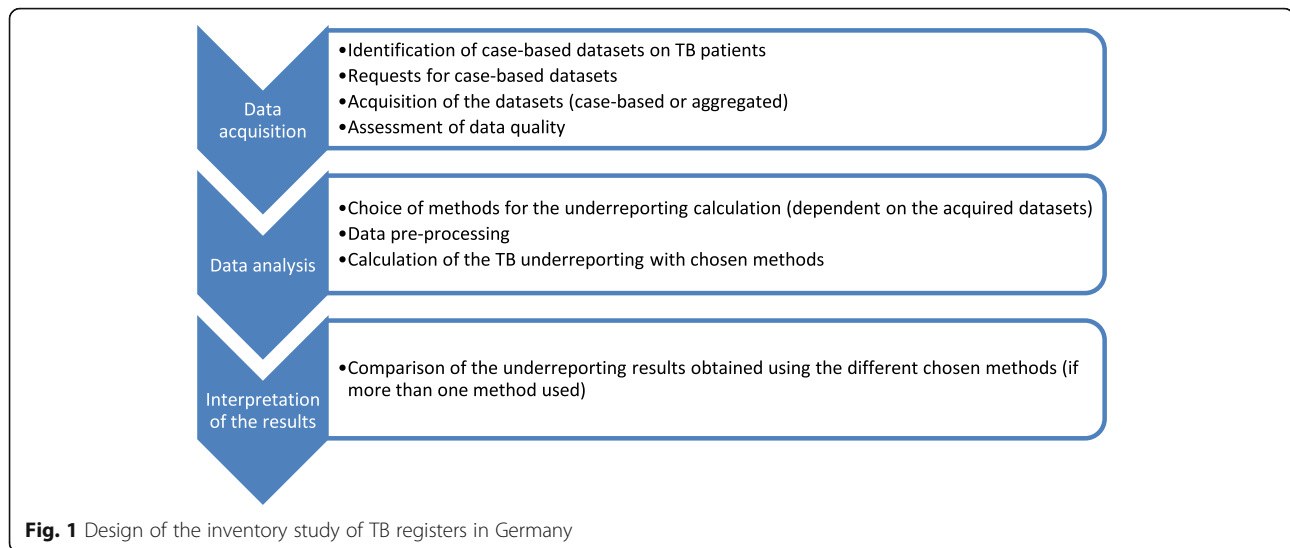 Data
acquisition
•Identification of case-based datasets on TB patients
•Requests for case-based datasets
•Acquisition of the datasets (case-based or aggregated)
•Assessment of data quality
Data analysis
•Choice of methods for the underreporting calculation (dependent on the acquired datasets)
•Data pre-processing
•Calculation of the TB underreporting with chosen methods
Interpretation
of the results
•Comparison of the underreporting results obtained using the different chosen methods (if
more than one method used)
Fig. 1 Design of the inventory study of TB registers in Germany